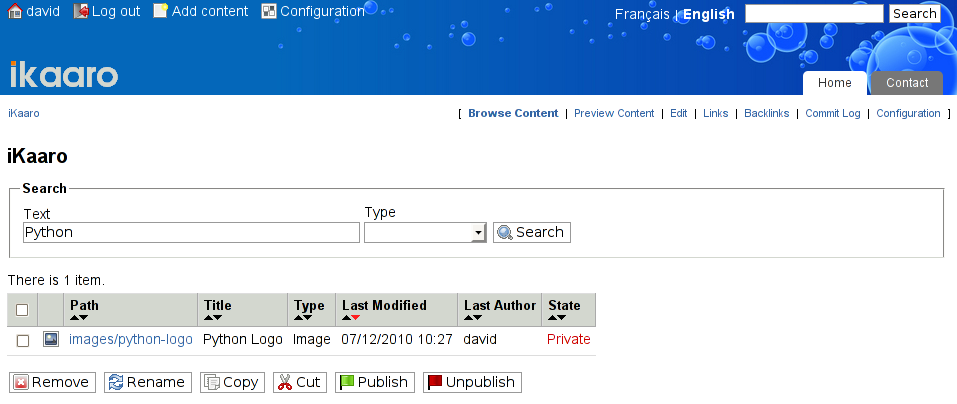 david Log out Add content Configuration Français | English Search
ikaaro
Home Contact
iKaaro [ Browse Content | Preview Content | Edit | Links | Backlinks | Commit Log | Configuration ]
iKaaro
Search
Text Type
Python Search
There is 1 item.
Path Title Type Last Modified Last Author State
images/python-logo Python Logo Image 07/12/2010 10:27 david Private
Remove Rename Copy Cut Publish Unpublish